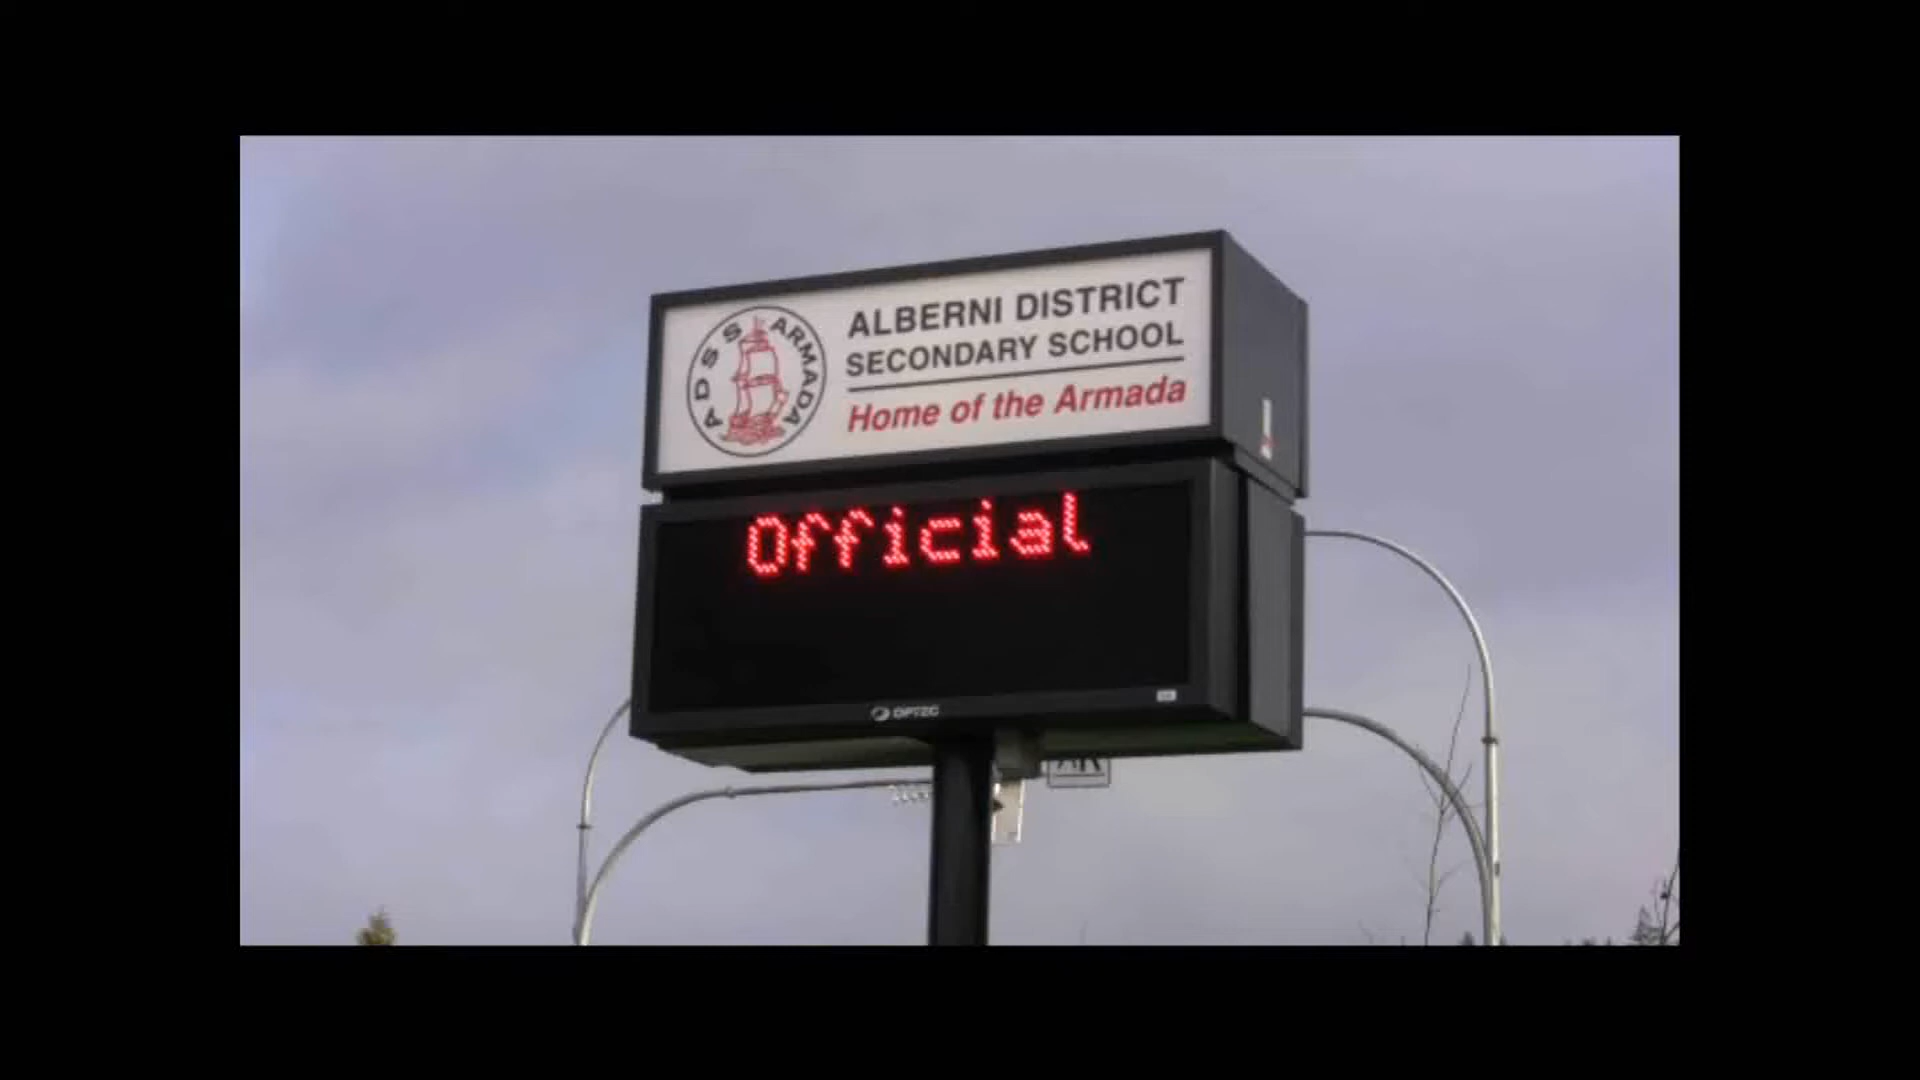 ADSS ARMADA
ALBERNI DISTRICT
SECONDARY SCHOOL
Home of the Armada
Official
OPTEC